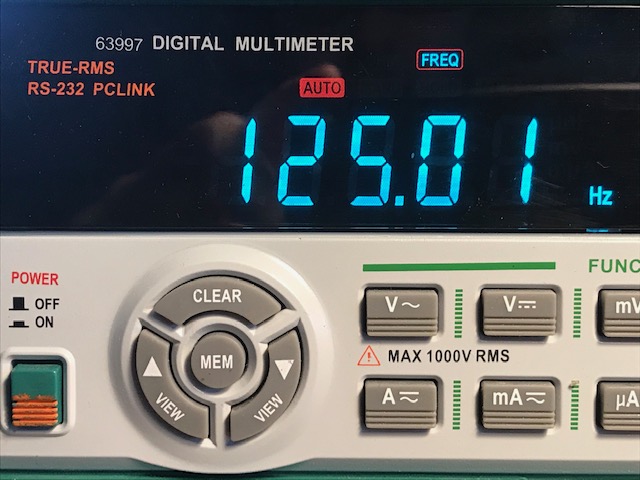 63997 DIGITAL MULTIMETER
FREQ
TRUE-RMS
AUTO
RS-232 PCLINK
125.01 Hz
POWER
OFF
ON
CLEAR
MEM
VIEW
VIEW
FUNC
V~
V⎓
mV
MAX 1000V RMS
A⎓~
mA⎓~
µA